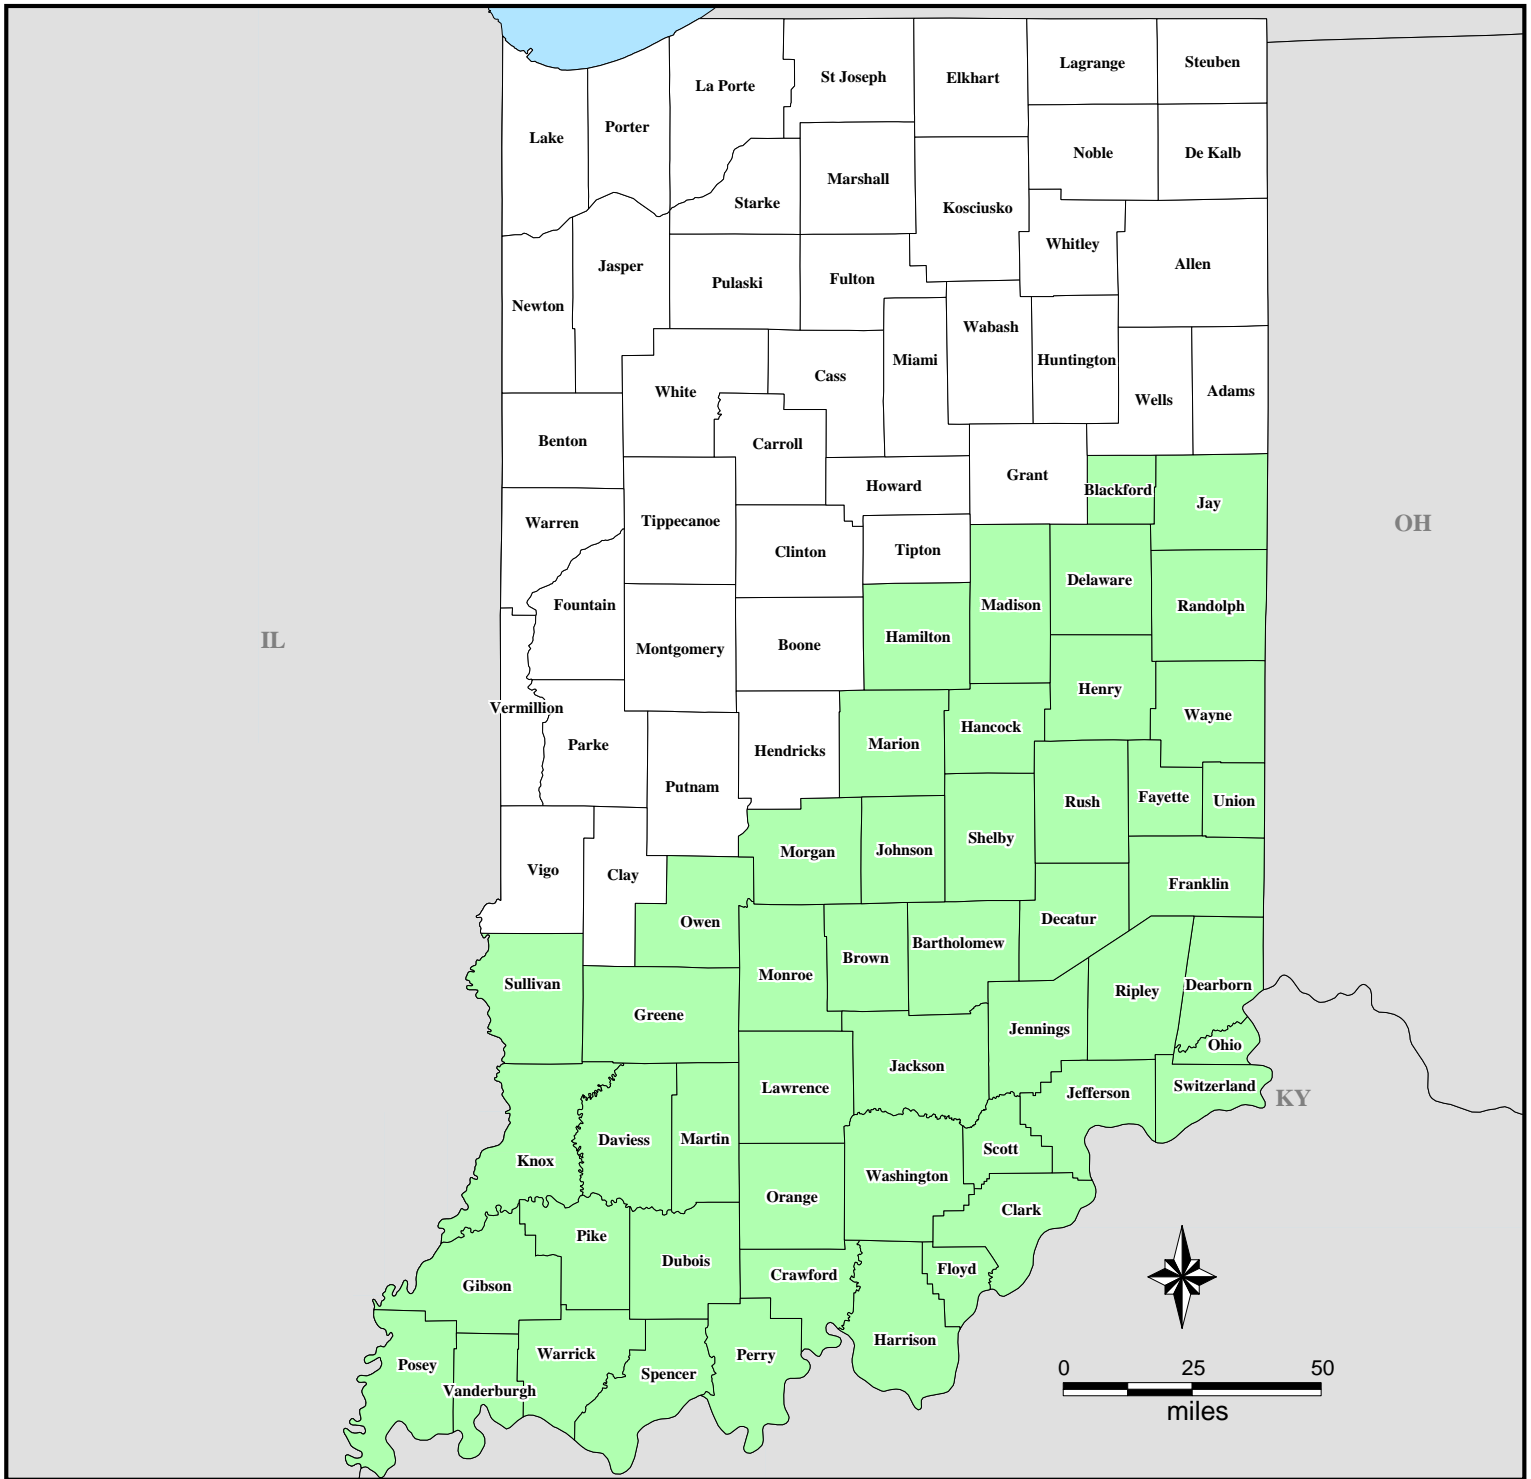 Lagrange
Steuben
St Joseph
Elkhart
La Porte
Porter
Lake
Noble
De Kalb
Marshall
Starke
Kosciusko
Whitley
Allen
Jasper
Pulaski
Fulton
Newton
Wabash
Miami
Huntington
Cass
White
Wells
Adams
Benton
Carroll
Grant
Howard
Blackford
Jay
Warren
Tippecanoe
OH
Clinton
Tipton
Delaware
Fountain
Madison
Randolph
IL
Hamilton
Montgomery
Boone
Henry
Vermillion
Wayne
Hancock
Parke
Marion
Hendricks
Putnam
Rush
Fayette
Union
Shelby
Morgan
Johnson
Vigo
Clay
Franklin
Owen
Decatur
Bartholomew
Brown
Monroe
Sullivan
Ripley
Dearborn
Greene
Jennings
Ohio
Jackson
Lawrence
Switzerland
Jefferson
KY
Daviess
Martin
Scott
Knox
Washington
Orange
Clark
Pike
Dubois
Floyd
Crawford
Gibson
Harrison
Warrick
Perry
Posey
Spencer
Vanderburgh
0 25 50
miles